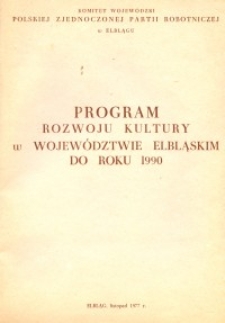 KOMITET WOJEWÓDZKI
POLSKIEJ ZJEDNOCZONEJ PARTII ROBOTNICZEJ
w ELBLĄGU
PROGRAM
ROZWOJU KULTURY
w WOJEWÓDZTWIE ELBLĄSKIM
DO ROKU 1990
ELBLĄG, listopad 1977 r.